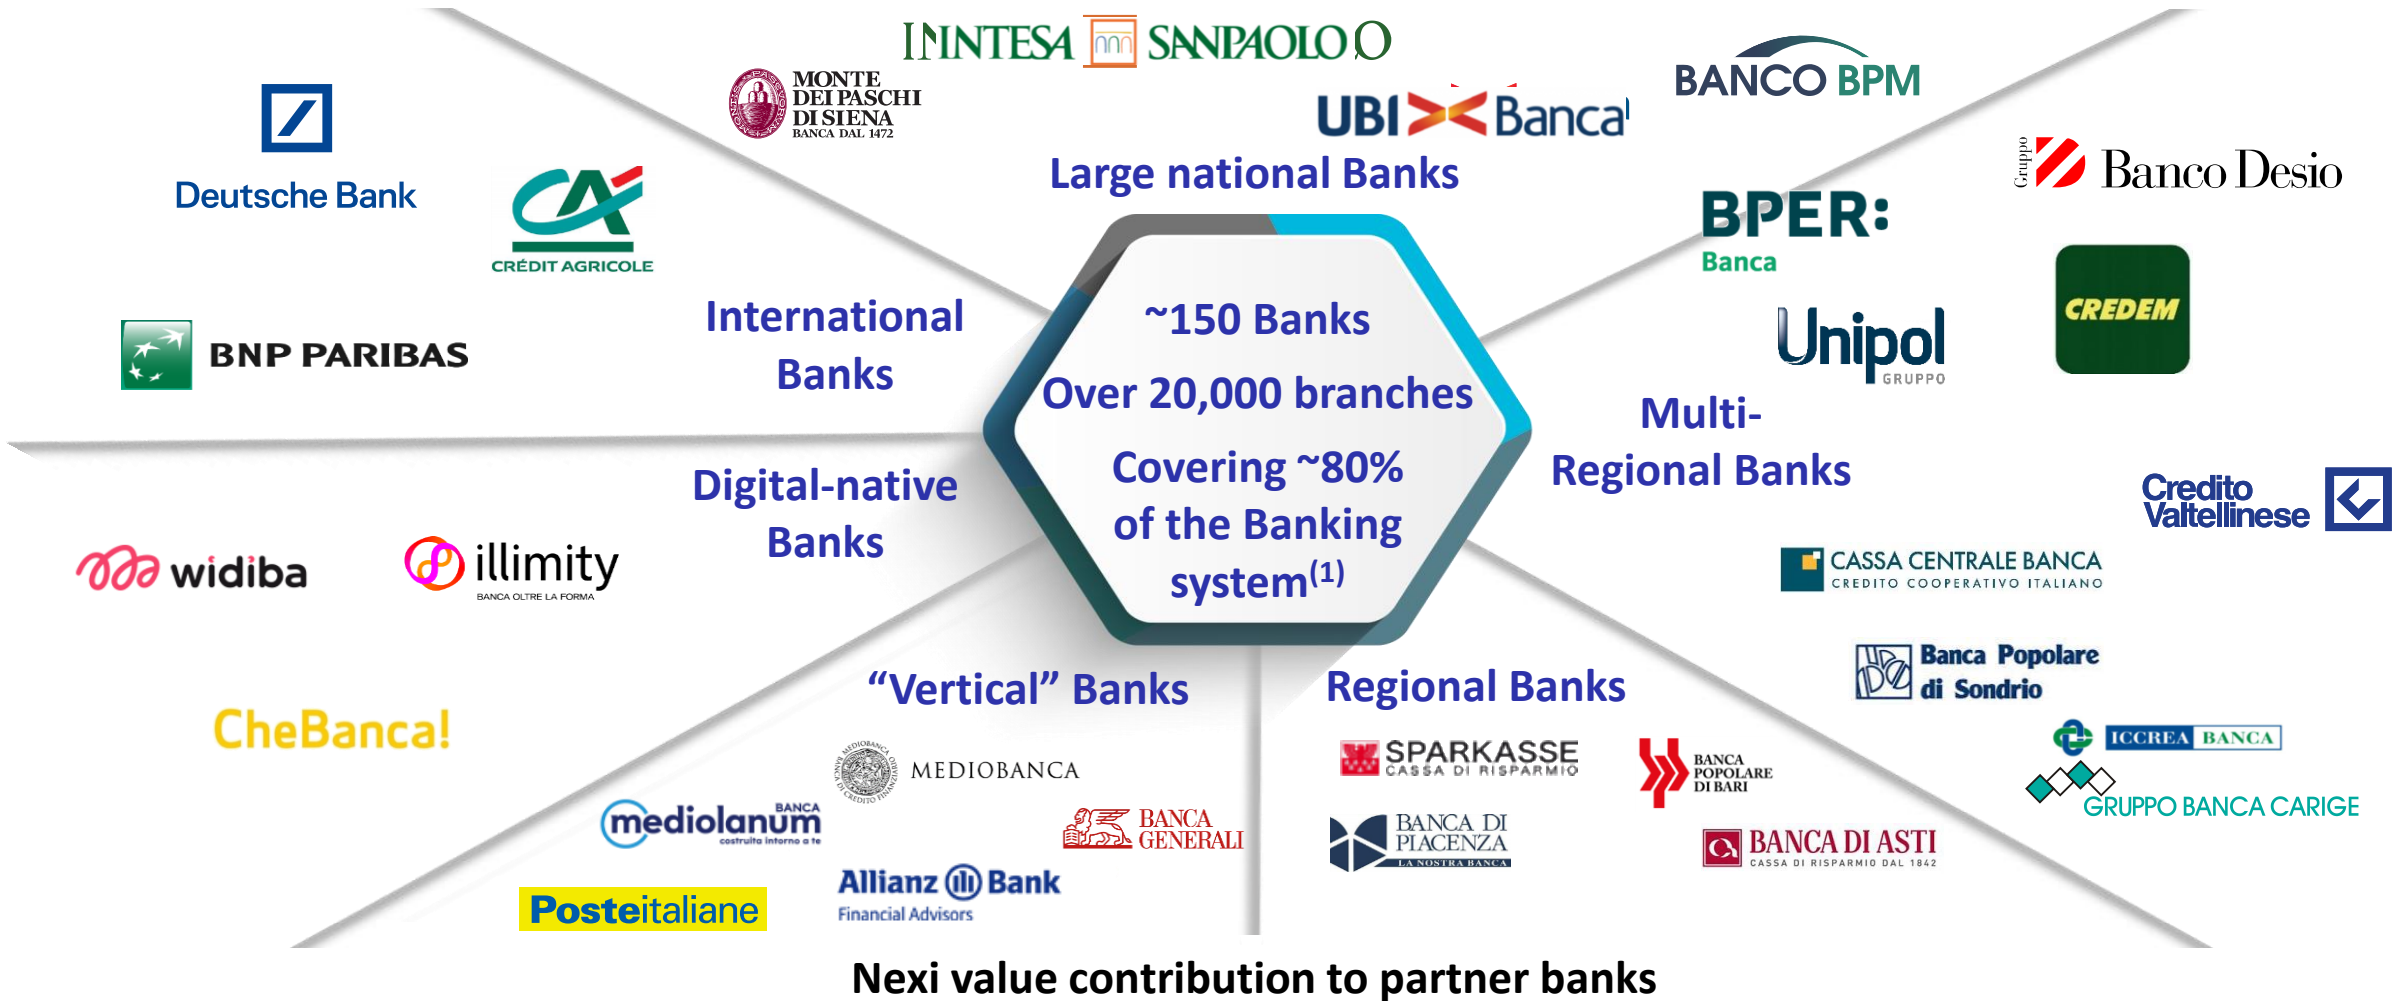 ININTESA SANPAOLO O
MONTE
DEI PASCHI
DI SIENA
BANCA DAL 1472
UBI Banca
BANCO BPM
Large national Banks
Deutsche Bank
CRÉDIT AGRICOLE
BNP PARIBAS
International
Banks
Gruppo
Banco Desio
BPER:
Banca
CREDEM
Unipol
GRUPPO
Multi-
Regional Banks
Credito
Valtellinese
CASSA CENTRALE BANCA
CREDITO COOPERATIVO ITALIANO
Banca Popolare
di Sondrio
ICCREA BANCA
GRUPPO BANCA CARIGE
~150 Banks
Over 20,000 branches
Covering ~80%
of the Banking
system(1)
Digital-native
Banks
widiba
illimity
BANCA OLTRE LA FORMA
CheBanca!
"Vertical" Banks
MEDIOBANCA
BANCA
mediolanum
costruita intorno a te
BANCA
GENERALI
Allianz Bank
Financial Advisors
Posteitaliane
Regional Banks
SPARKASSE
CASSA DI RISPARMIO
BANCA
POPOLARE
DI BARI
BANCA DI
PIACENZA
LA NOSTRA BANCA
BANCA DI ASTI
CASSA DI RISPARMIO DAL 1842
Nexi value contribution to partner banks